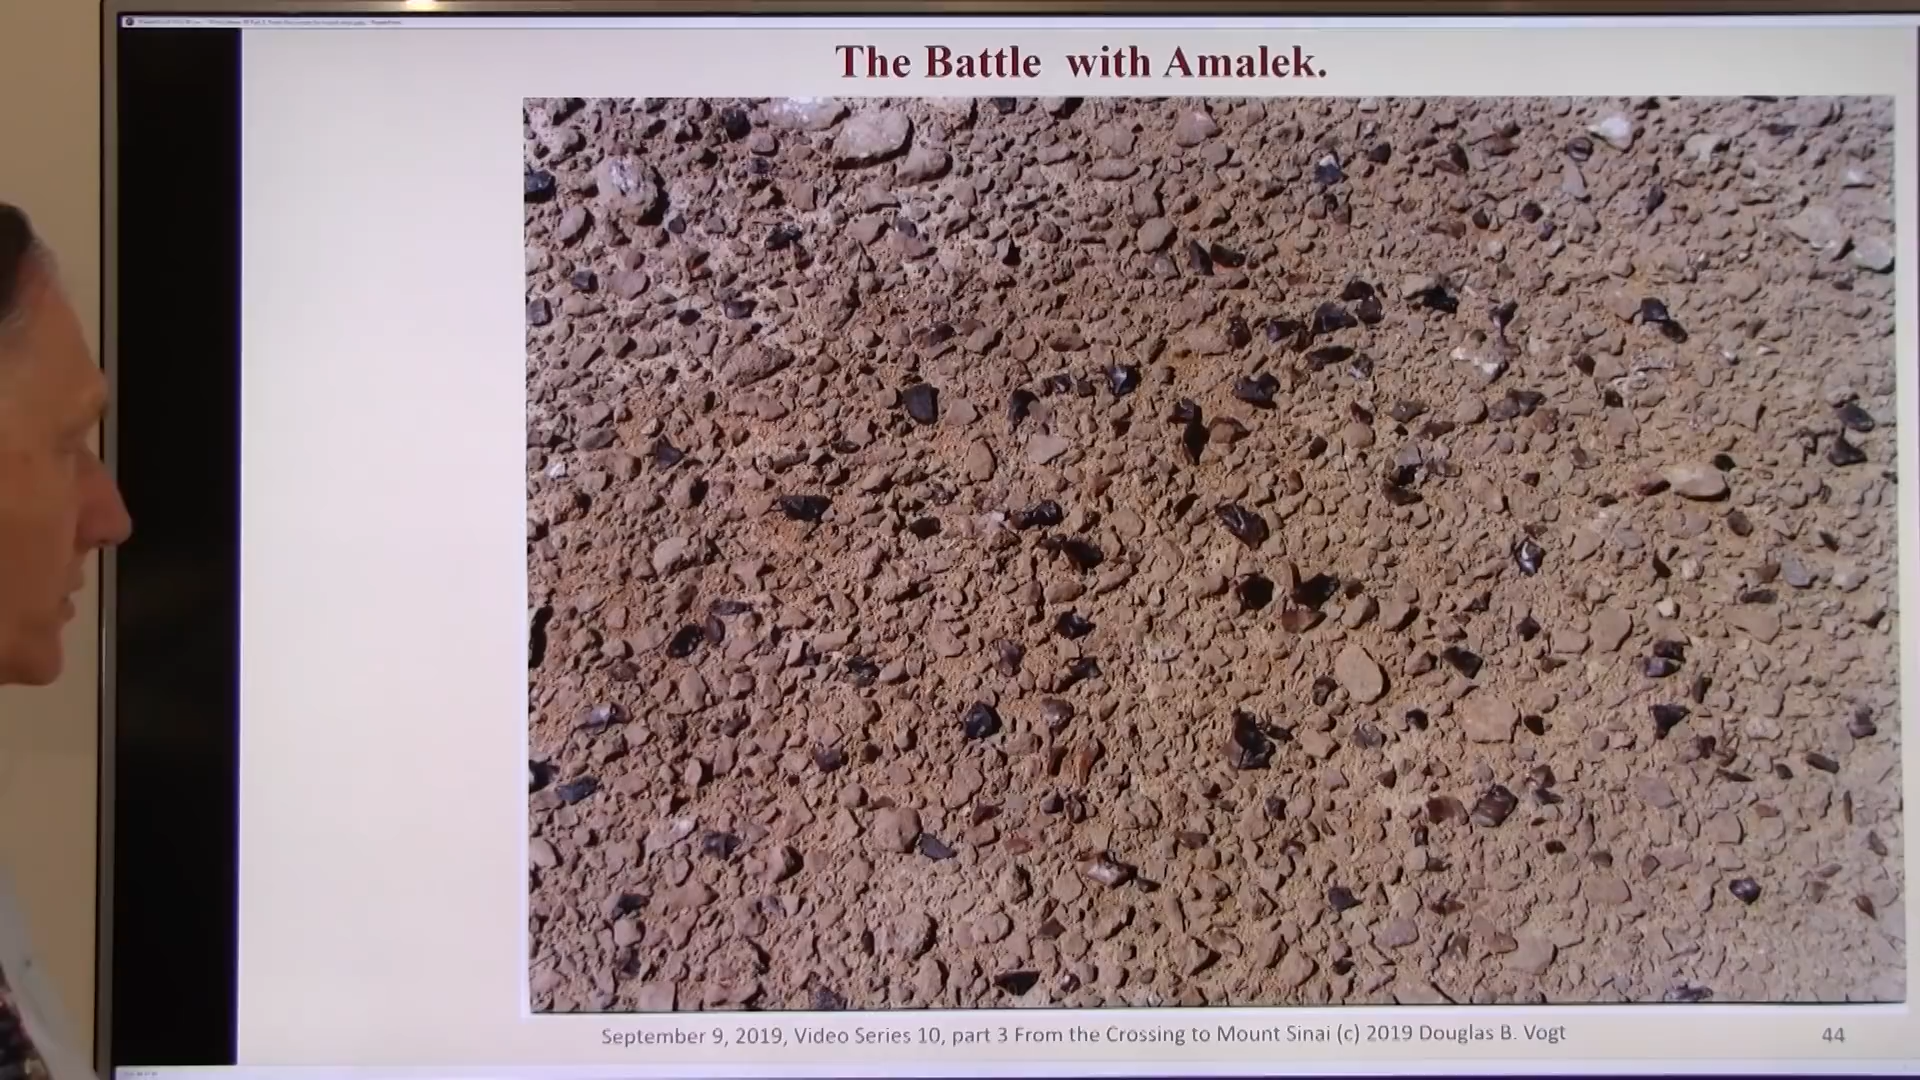 The Battle with Amalek.
September 9, 2019, Video Series 10, part 3 From the Crossing to Mount Sinai (c) 2019 Douglas B. Vogt
44